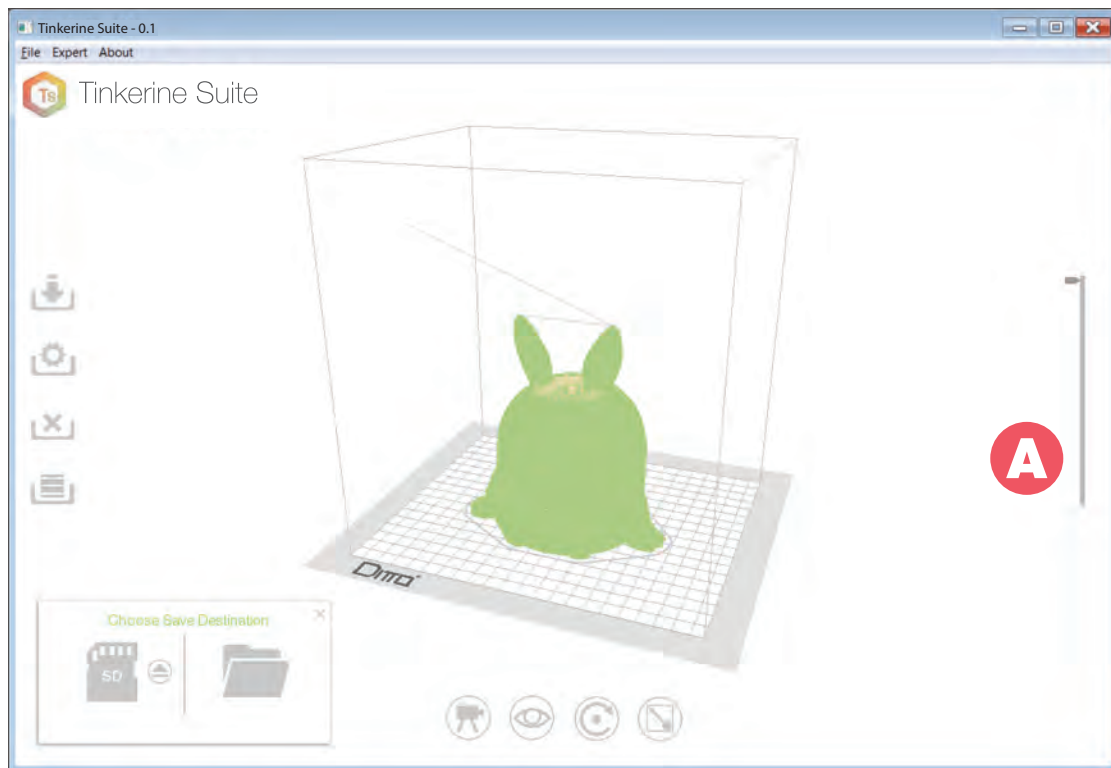 Tinkerine Suite - 0.1
File Expert About
Ts Tinkerine Suite
A
Ditto
Choose Save Destination
SD